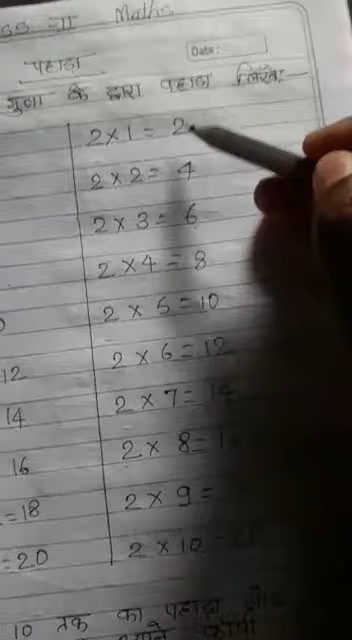 Maths
Date:
पहाड़ा
गुणा के द्वारा पहाड़ा लिखें:-
2 × 1 = 2
2 × 2 = 4
2 × 3 = 6
2 × 4 = 8
2 × 5 = 10
12 2 × 6 = 12
14 2 × 7 = 14
16 2 × 8 =
= 18 2 × 9 =
= 20 2 × 10 =
10 तक का पहाड़ा